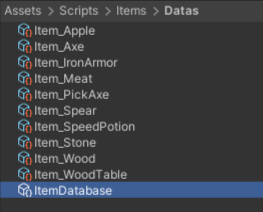 Assets > Scripts > Items > Datas
Item_Apple
Item_Axe
Item_IronArmor
Item_Meat
Item_PickAxe
Item_Spear
Item_SpeedPotion
Item_Stone
Item_Wood
Item_WoodTable
ItemDatabase